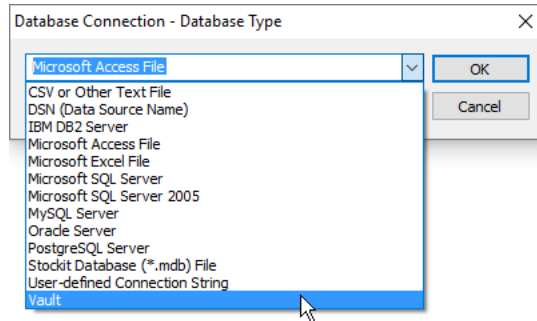 Database Connection - Database Type
Microsoft Access File
OK
CSV or Other Text File
DSN (Data Source Name)
Cancel
IBM DB2 Server
Microsoft Access File
Microsoft Excel File
Microsoft SQL Server
Microsoft SQL Server 2005
MySQL Server
Oracle Server
PostgreSQL Server
Stockit Database (*.mdb) File
User-defined Connection String
Vault